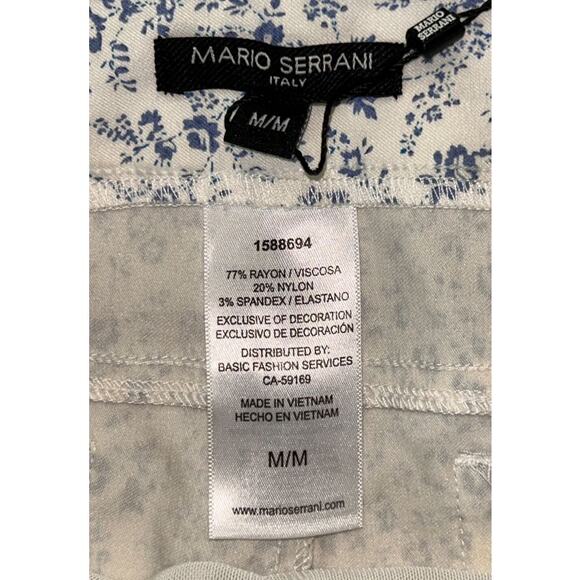 MARIO
SERRANI
MARIO SERRANI
ITALY
M/M
1588694
77% RAYON / VISCOSA
20% NYLON
3% SPANDEX / ELASTANO
EXCLUSIVE OF DECORATION
EXCLUSIVO DE DECORACIÓN
DISTRIBUTED BY:
BASIC FASHION SERVICES
CA-59169
MADE IN VIETNAM
HECHO EN VIETNAM
M/M
www.marioserrani.com